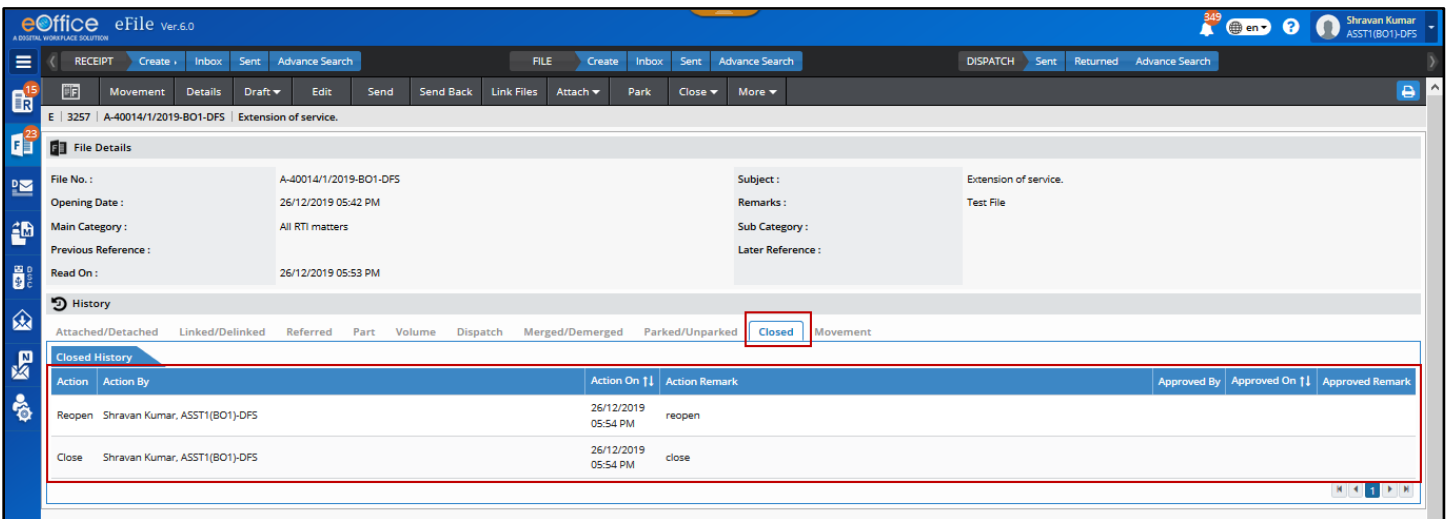 eOffice eFile Ver.6.0
A DIGITAL WORKPLACE SOLUTION
349
en
?
Shravan Kumar
ASST1(BO1)-DFS
RECEIPT Create Inbox Sent Advance Search FILE Create Inbox Sent Advance Search DISPATCH Sent Returned Advance Search
15
R
Movement Details Draft Edit Send Send Back Link Files Attach Park Close More
E | 3257 | A-40014/1/2019-BO1-DFS | Extension of service.
23
F
File Details
D
File No. : A-40014/1/2019-BO1-DFS Subject : Extension of service.
Opening Date : 26/12/2019 05:42 PM Remarks : Test File
M
Main Category : All RTI matters Sub Category :
Previous Reference : Later Reference :
DSC
Read On : 26/12/2019 05:53 PM
History
Attached/Detached Linked/Delinked Referred Part Volume Dispatch Merged/Demerged Parked/Unparked Closed Movement
N
Closed History
Action Action By Action On Action Remark Approved By Approved On Approved Remark
Reopen Shravan Kumar, ASST1(BO1)-DFS 26/12/2019 05:54 PM reopen
Close Shravan Kumar, ASST1(BO1)-DFS 26/12/2019 05:54 PM close
1